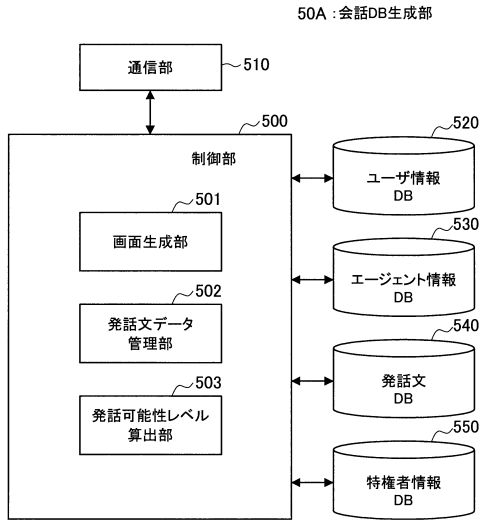 50A：会話DB生成部
通信部
510
500
制御部
501
画面生成部
502
発話文データ
管理部
503
発話可能性レベル
算出部
520
ユーザ情報
DB
530
エージェント情報
DB
540
発話文
DB
550
特権者情報
DB